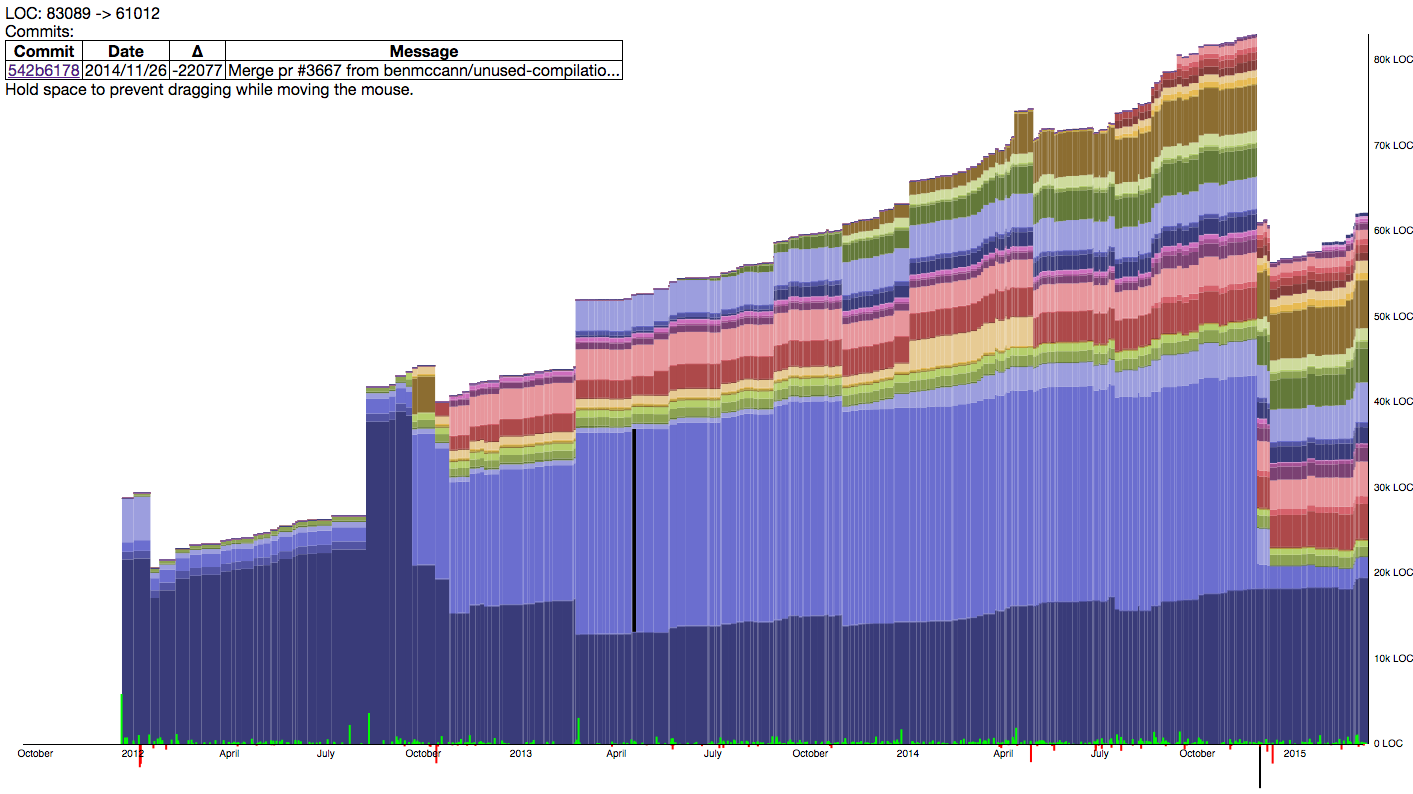 LOC: 83089 -> 61012
Commits:
Commit Date Δ Message
542b6178 2014/11/26 -22077 Merge pr #3667 from benmccann/unused-compilatio...
Hold space to prevent dragging while moving the mouse.
80k LOC
70k LOC
60k LOC
50k LOC
40k LOC
30k LOC
20k LOC
10k LOC
0 LOC
October 2012 April July October 2013 April July October 2014 April July October 2015